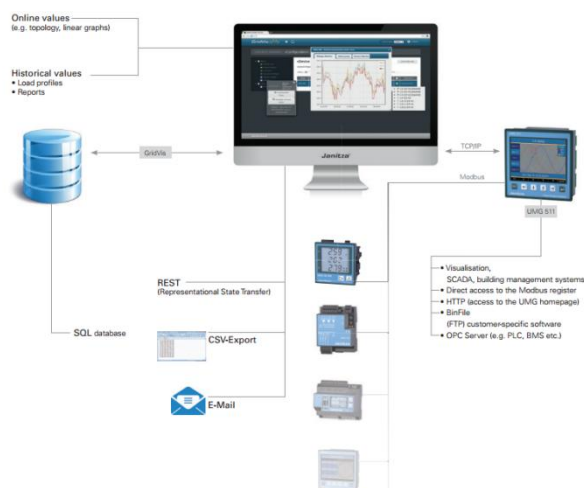 Online values
(e.g. topology, linear graphs)
Historical values
• Load profiles
• Reports
GridVis
Janitza
TCP/IP
Modbus
UMG 511
• Visualisation,
SCADA, building management systems
• Direct access to the Modbus register
• HTTP (access to the UMG homepage)
• BinFile
(FTP) customer-specific software
• OPC Server (e.g. PLC, BMS etc.)
REST
(Representational State Transfer)
SQL database
CSV-Export
E-Mail